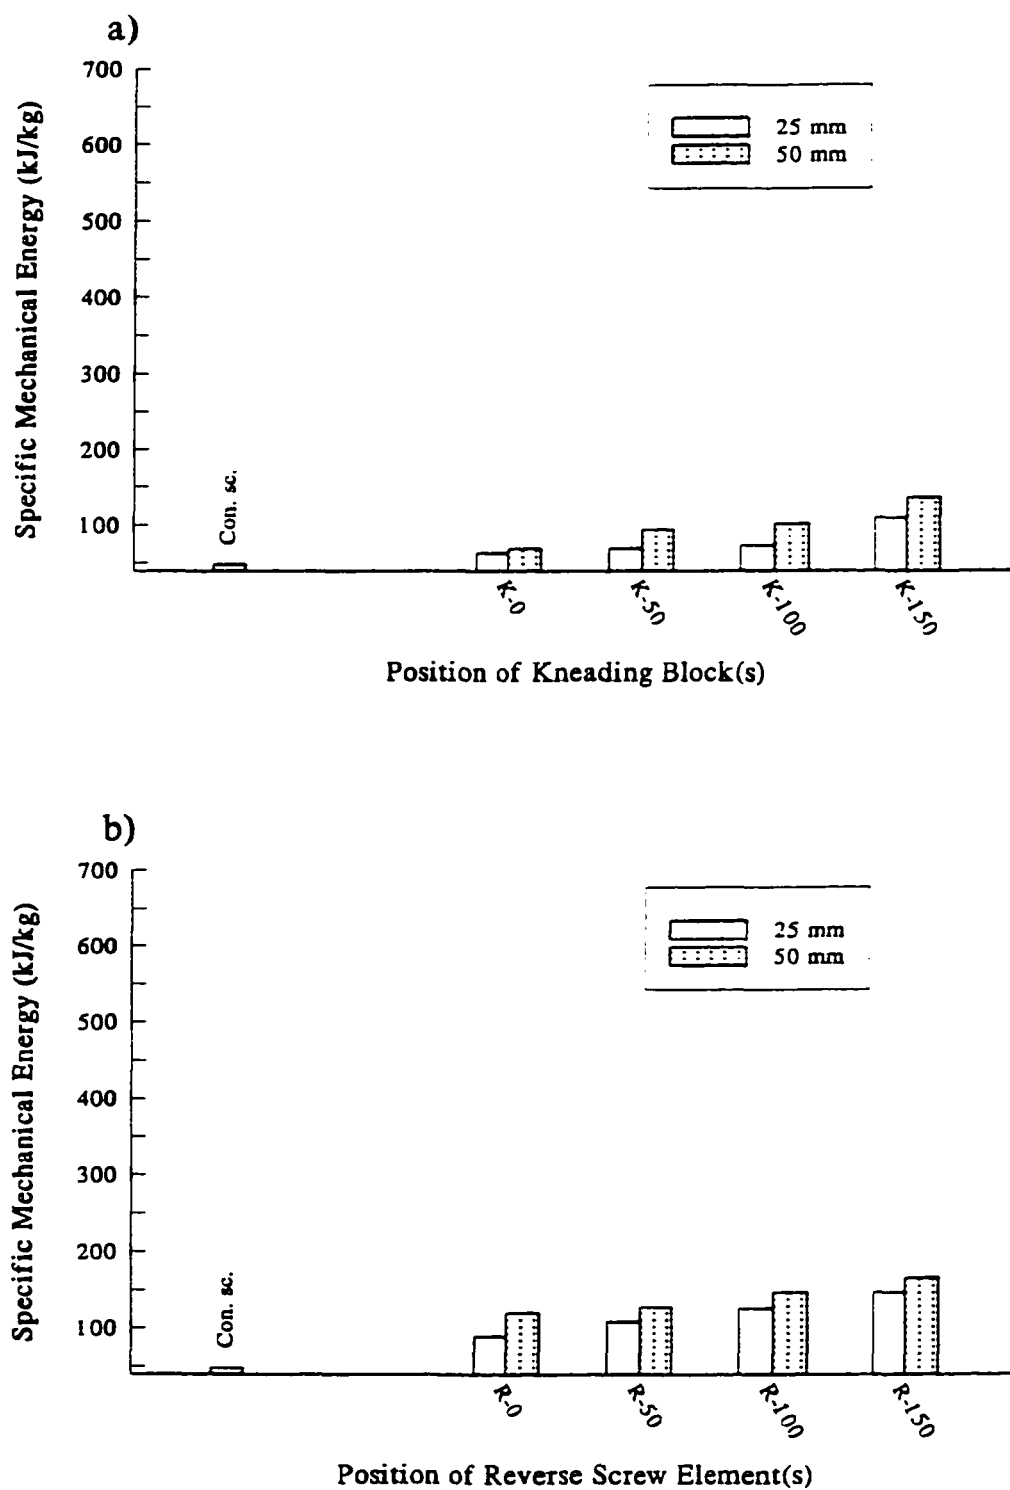 a)
700
600
500
400
300
200
100
Specific Mechanical Energy (kJ/kg)
25 mm
50 mm
Con. sc.
K-0
K-50
K-100
K-150
Position of Kneading Block(s)
b)
700
600
500
400
300
200
100
Specific Mechanical Energy (kJ/kg)
25 mm
50 mm
Con. sc.
R-0
R-50
R-100
R-150
Position of Reverse Screw Element(s)